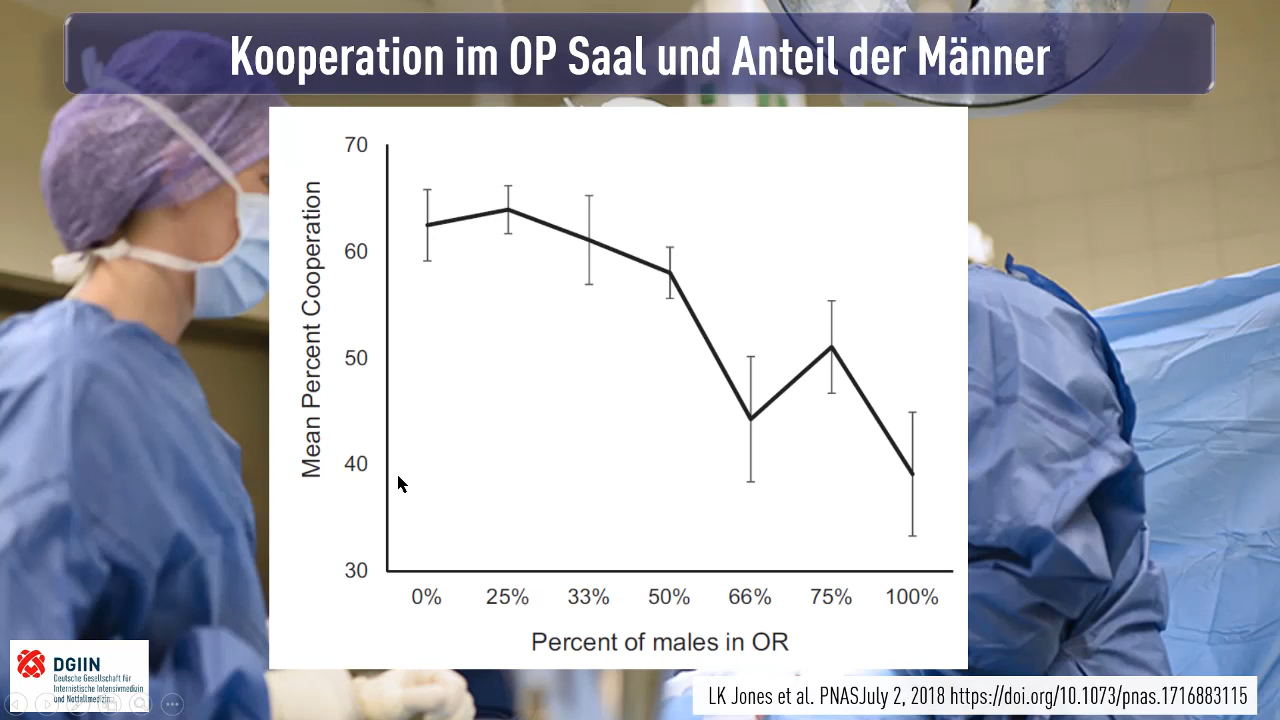 Kooperation im OP Saal und Anteil der Männer
70
60
50
40
30
Mean Percent Cooperation
0% 25% 33% 50% 66% 75% 100%
Percent of males in OR
DGIIN
Deutsche Gesellschaft für
Internistische Intensivmedizin
und Notfallmedizin
LK Jones et al. PNASJuly 2, 2018 https://doi.org/10.1073/pnas.1716883115